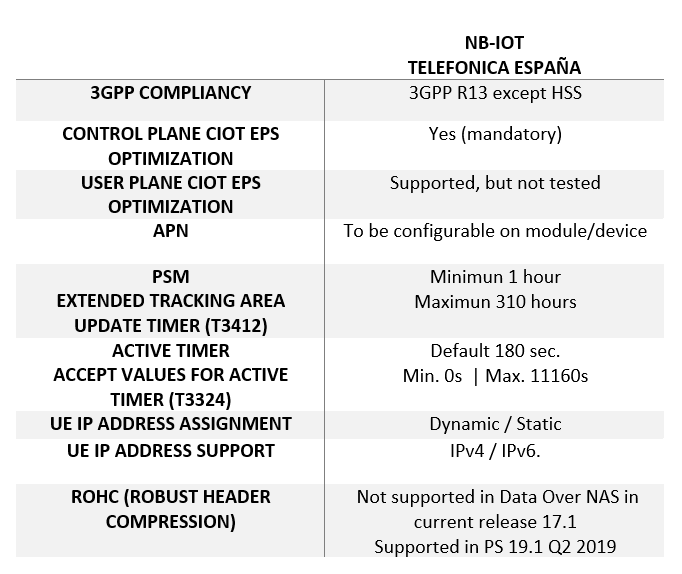 NB-IOT
TELEFONICA ESPAÑA
3GPP COMPLIANCY
3GPP R13 except HSS
CONTROL PLANE CIOT EPS
OPTIMIZATION
Yes (mandatory)
USER PLANE CIOT EPS
OPTIMIZATION
Supported, but not tested
APN
To be configurable on module/device
PSM
EXTENDED TRACKING AREA
UPDATE TIMER (T3412)
Minimun 1 hour
Maximun 310 hours
ACTIVE TIMER
ACCEPT VALUES FOR ACTIVE
TIMER (T3324)
Default 180 sec.
Min. 0s | Max. 11160s
UE IP ADDRESS ASSIGNMENT
Dynamic / Static
UE IP ADDRESS SUPPORT
IPv4 / IPv6.
ROHC (ROBUST HEADER
COMPRESSION)
Not supported in Data Over NAS in
current release 17.1
Supported in PS 19.1 Q2 2019